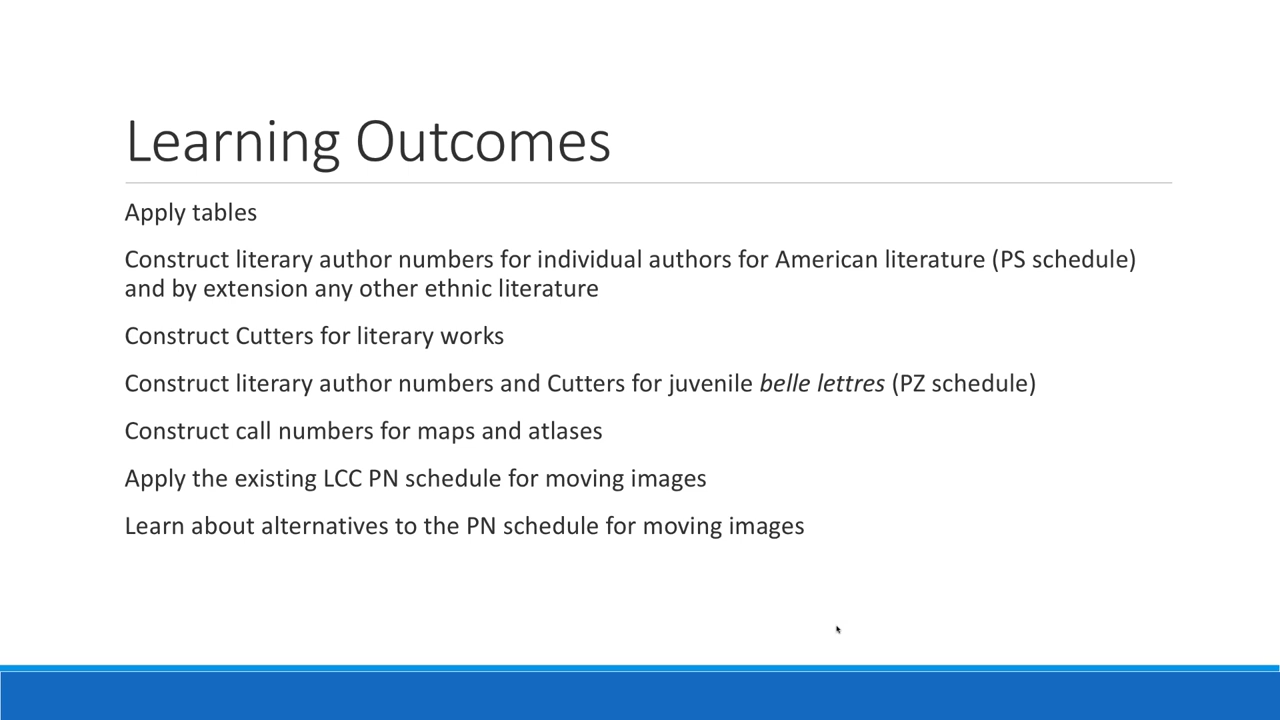 Learning Outcomes
Apply tables
Construct literary author numbers for individual authors for American literature (PS schedule)
and by extension any other ethnic literature
Construct Cutters for literary works
Construct literary author numbers and Cutters for juvenile belle lettres (PZ schedule)
Construct call numbers for maps and atlases
Apply the existing LCC PN schedule for moving images
Learn about alternatives to the PN schedule for moving images